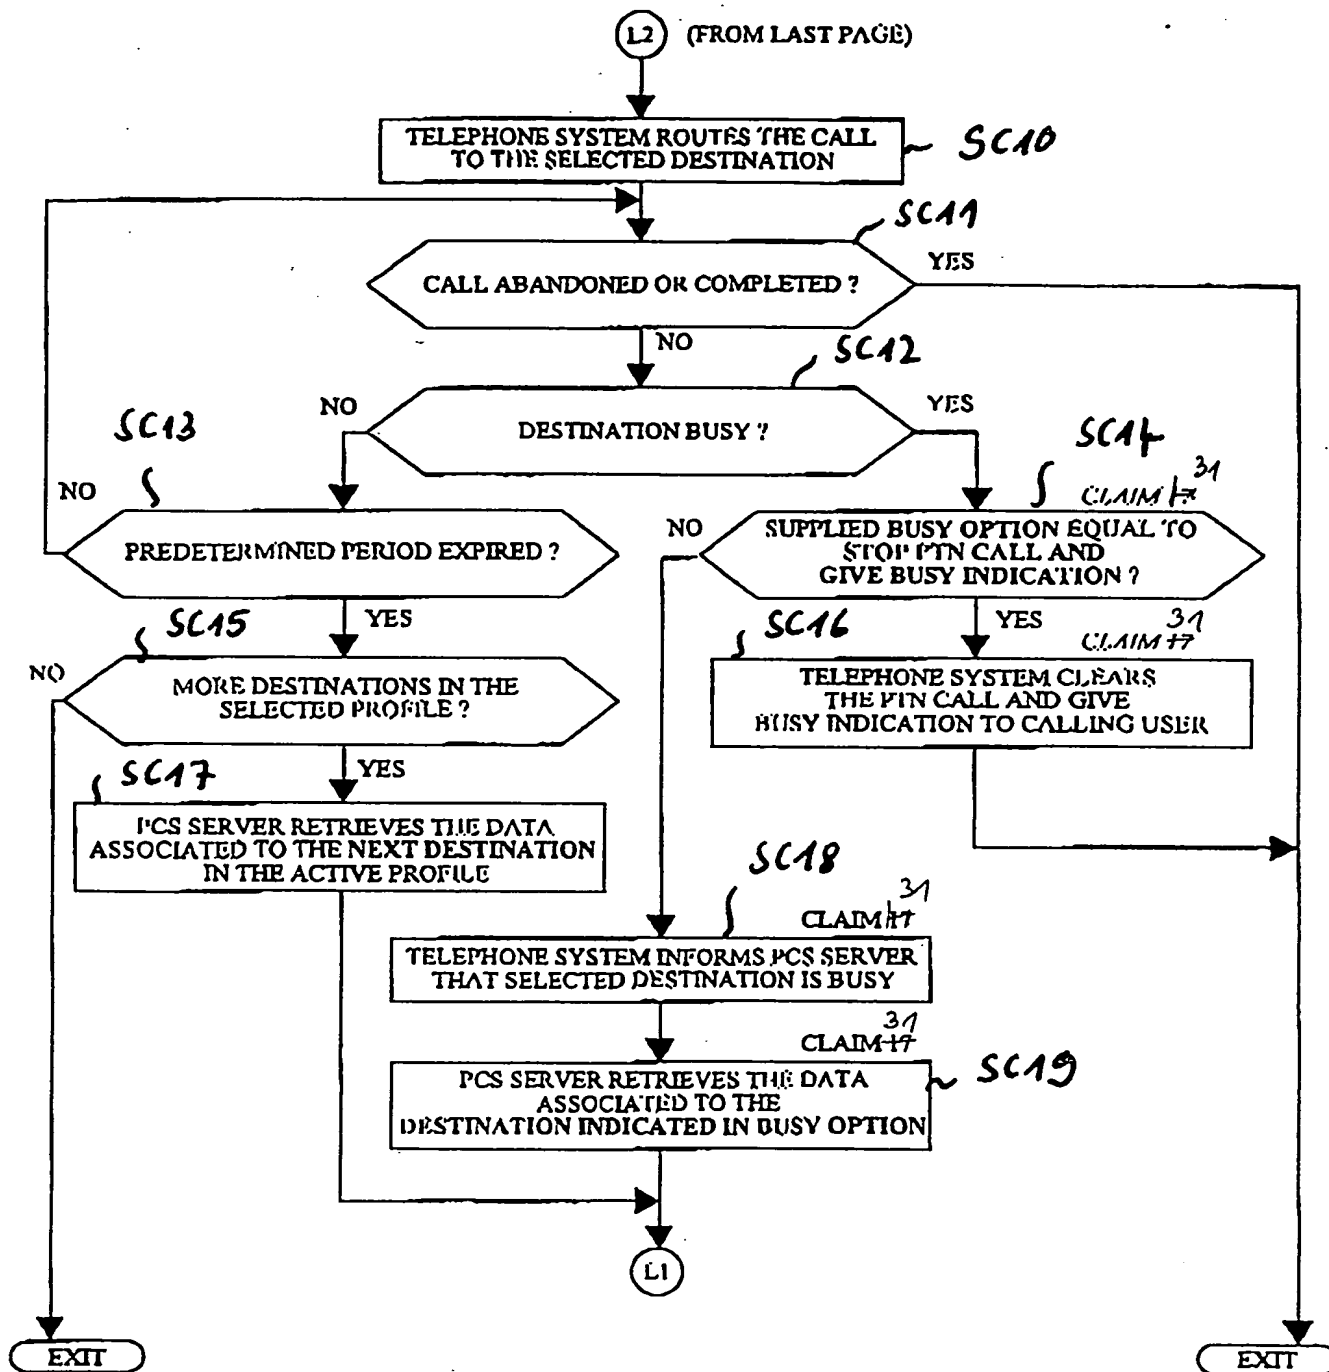 L2 (FROM LAST PAGE)
TELEPHONE SYSTEM ROUTES THE CALL
TO THE SELECTED DESTINATION
SC10
SC11
CALL ABANDONED OR COMPLETED ?
YES
NO
SC12
DESTINATION BUSY ?
NO
YES
SC13
NO
PREDETERMINED PERIOD EXPIRED ?
YES
SC14
31
CLAIM 17
NO
SUPPLIED BUSY OPTION EQUAL TO
STOP PTN CALL AND
GIVE BUSY INDICATION ?
YES
SC15
NO
MORE DESTINATIONS IN THE
SELECTED PROFILE ?
YES
SC16
31
CLAIM 17
TELEPHONE SYSTEM CLEARS
THE PTN CALL AND GIVE
BUSY INDICATION TO CALLING USER
SC17
PCS SERVER RETRIEVES THE DATA
ASSOCIATED TO THE NEXT DESTINATION
IN THE ACTIVE PROFILE
SC18
31
CLAIM 17
TELEPHONE SYSTEM INFORMS PCS SERVER
THAT SELECTED DESTINATION IS BUSY
31
CLAIM 17
SC19
PCS SERVER RETRIEVES THE DATA
ASSOCIATED TO THE
DESTINATION INDICATED IN BUSY OPTION
L1
EXIT
EXIT